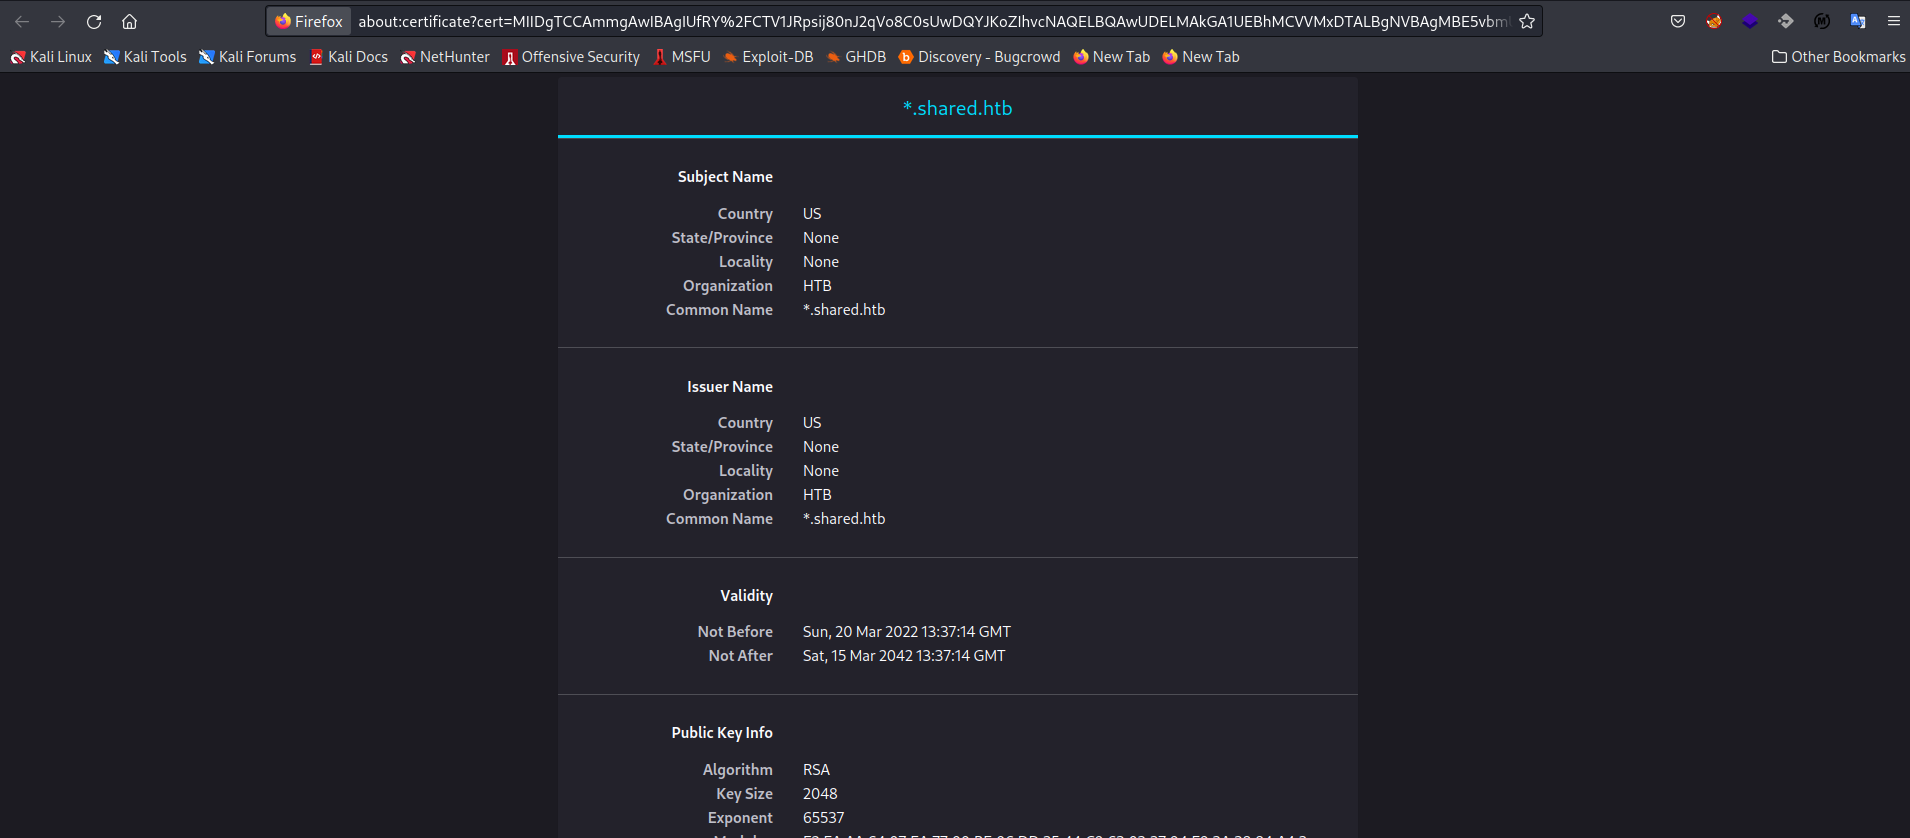 Firefox about:certificate?cert=MIIDgTCCAmmgAwIBAgIUfRY%2FCTV1JRpsij80nJ2qVo8C0sUwDQYJKoZIhvcNAQELBQAwUDELMAkGA1UEBhMCVVMxDTALBgNVBAgMBE5vbm
Kali Linux Kali Tools Kali Forums Kali Docs NetHunter Offensive Security MSFU Exploit-DB GHDB Discovery - Bugcrowd New Tab New Tab Other Bookmarks
*.shared.htb
Subject Name
Country US
State/Province None
Locality None
Organization HTB
Common Name *.shared.htb
Issuer Name
Country US
State/Province None
Locality None
Organization HTB
Common Name *.shared.htb
Validity
Not Before Sun, 20 Mar 2022 13:37:14 GMT
Not After Sat, 15 Mar 2042 13:37:14 GMT
Public Key Info
Algorithm RSA
Key Size 2048
Exponent 65537